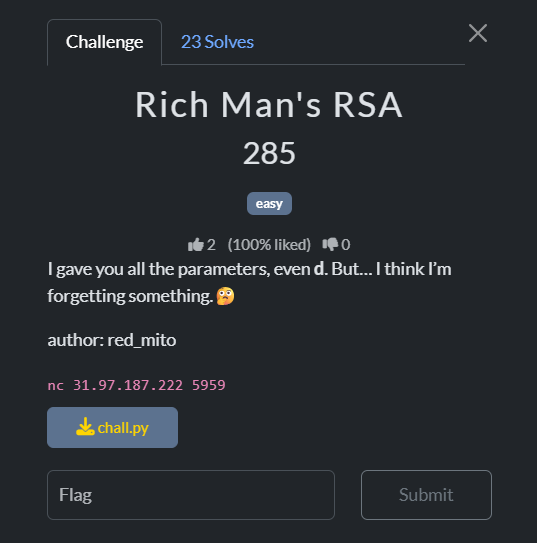 Challenge
23 Solves
Rich Man's RSA
285
easy
2 (100% liked) 0
I gave you all the parameters, even d. But... I think I'm
forgetting something.
author: red_mito
nc 31.97.187.222 5959
chall.py
Flag
Submit